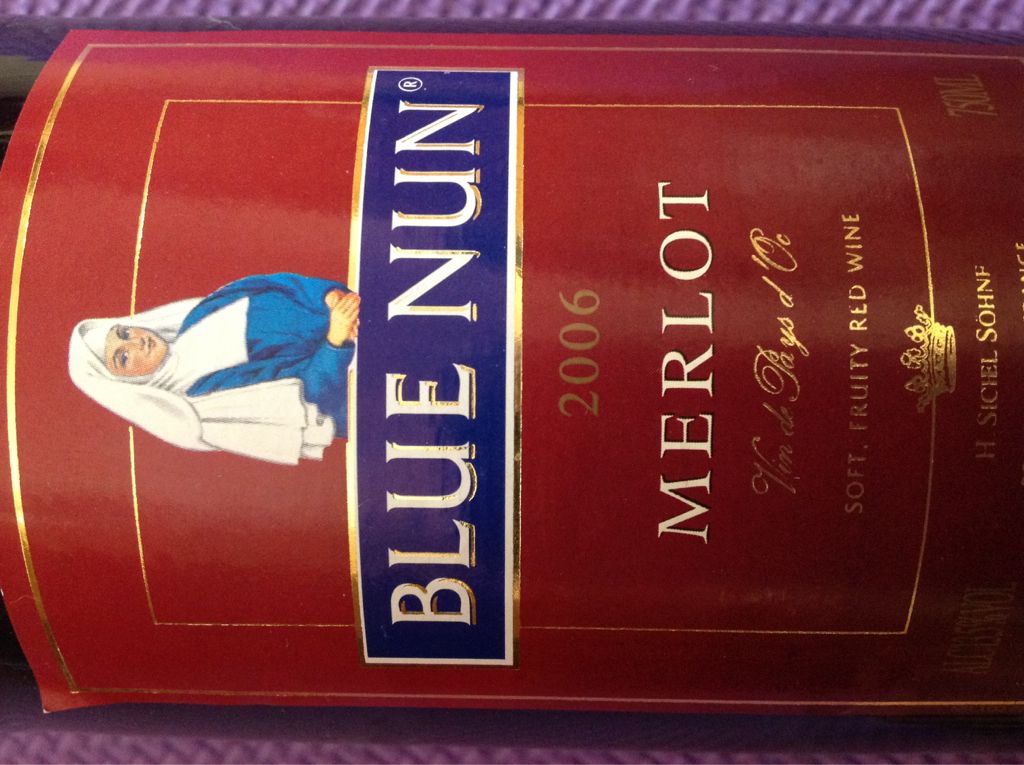 BLUE NUN®
2006
MERLOT
Vin de Pays d'Oc
SOFT, FRUITY RED WINE
H SICHEL SÖHNE
750ML